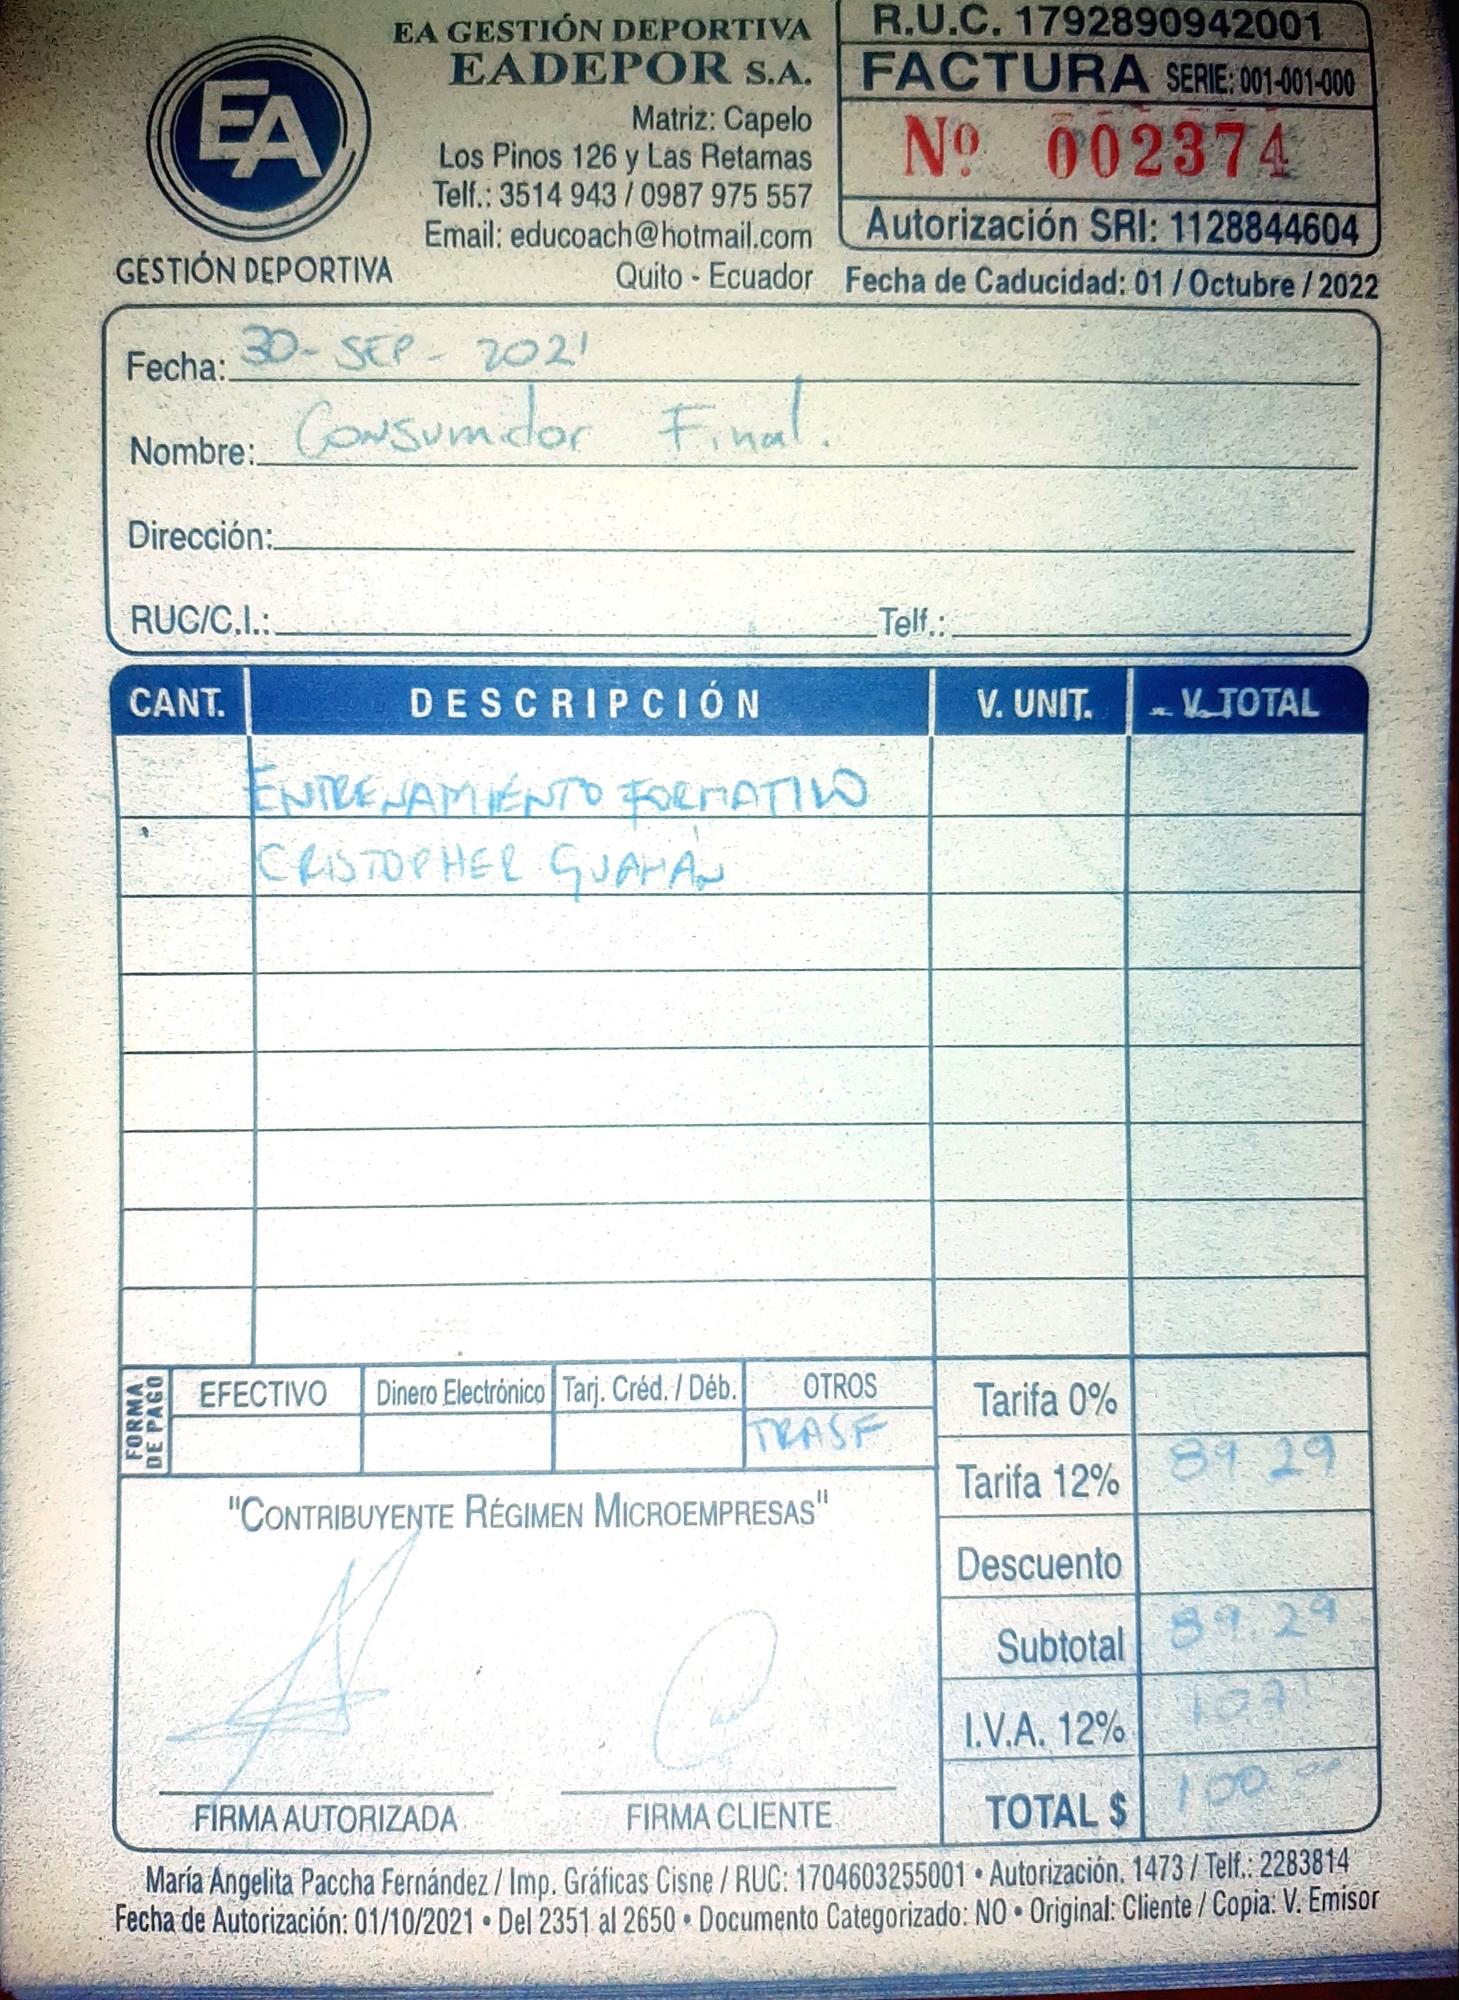 EA GESTIÓN DEPORTIVA
EADEPOR S.A.
Matriz: Capelo
Los Pinos 126 y Las Retamas
Telf.: 3514 943 / 0987 975 557
Email: educoach@hotmail.com
Quito - Ecuador
EA
GESTIÓN DEPORTIVA
R.U.C. 1792890942001
FACTURA SERIE: 001-001-000
Nº 002374
Autorización SRI: 1128844604
Fecha de Caducidad: 01 / Octubre / 2022
Fecha: 30-SEP-2021
Nombre: Consumidor Final.
Dirección:
RUC/C.I.: Telf.:
CANT. DESCRIPCIÓN V. UNIT. V. TOTAL
ENTRENAMIENTO FORMATIVO
CRISTOPHER GUAMÁN
FORMA DE PAGO
EFECTIVO Dinero Electrónico Tarj. Créd. / Déb. OTROS
TRASF
Tarifa 0%
Tarifa 12% 89 29
Descuento
Subtotal 89.29
I.V.A. 12% 1071
TOTAL $ 100.00
"CONTRIBUYENTE RÉGIMEN MICROEMPRESAS"
FIRMA AUTORIZADA FIRMA CLIENTE
María Angelita Paccha Fernández / Imp. Gráficas Cisne / RUC: 1704603255001 • Autorización. 1473 / Telf.: 2283814
Fecha de Autorización: 01/10/2021 • Del 2351 al 2650 • Documento Categorizado: NO • Original: Cliente / Copia: V. Emisor